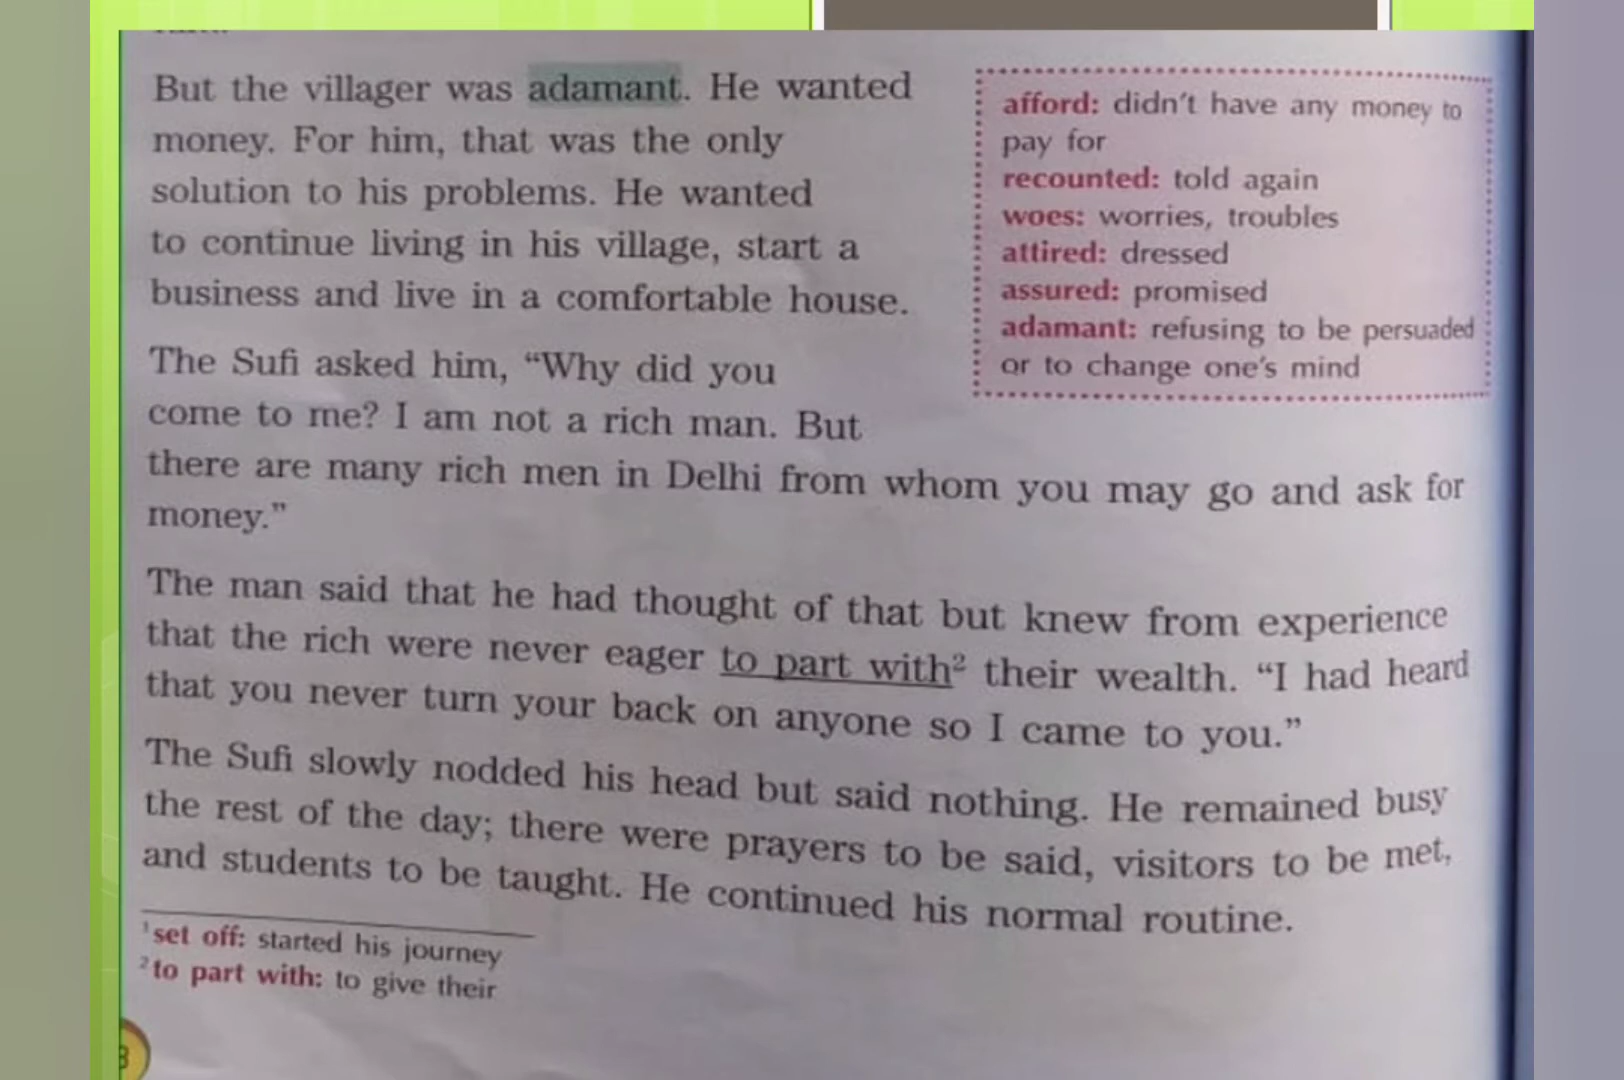 But the villager was adamant. He wanted
money. For him, that was the only
solution to his problems. He wanted
to continue living in his village, start a
business and live in a comfortable house.
The Sufi asked him, “Why did you
come to me? I am not a rich man. But
there are many rich men in Delhi from whom you may go and ask for
money.”
The man said that he had thought of that but knew from experience
that the rich were never eager to part with² their wealth. “I had heard
that you never turn your back on anyone so I came to you.”
The Sufi slowly nodded his head but said nothing. He remained busy
the rest of the day; there were prayers to be said, visitors to be met,
and students to be taught. He continued his normal routine.
afford: didn’t have any money to
pay for
recounted: told again
woes: worries, troubles
attired: dressed
assured: promised
adamant: refusing to be persuaded
or to change one’s mind
¹set off: started his journey
²to part with: to give their